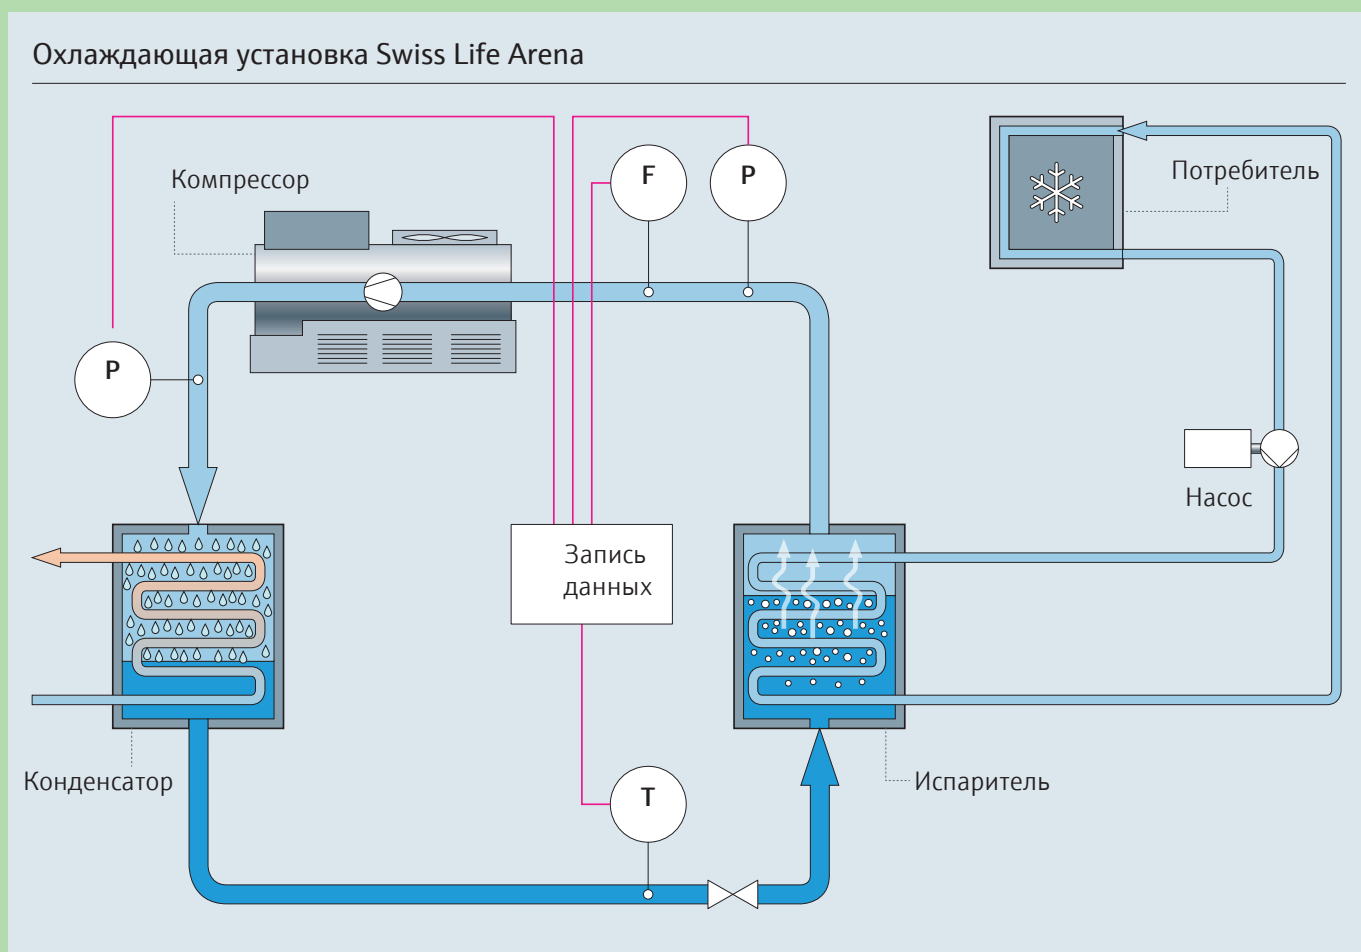 Охлаждающая установка Swiss Life Arena
Компрессор
F
P
Потребитель
P
Насос
Запись
данных
Конденсатор
T
Испаритель